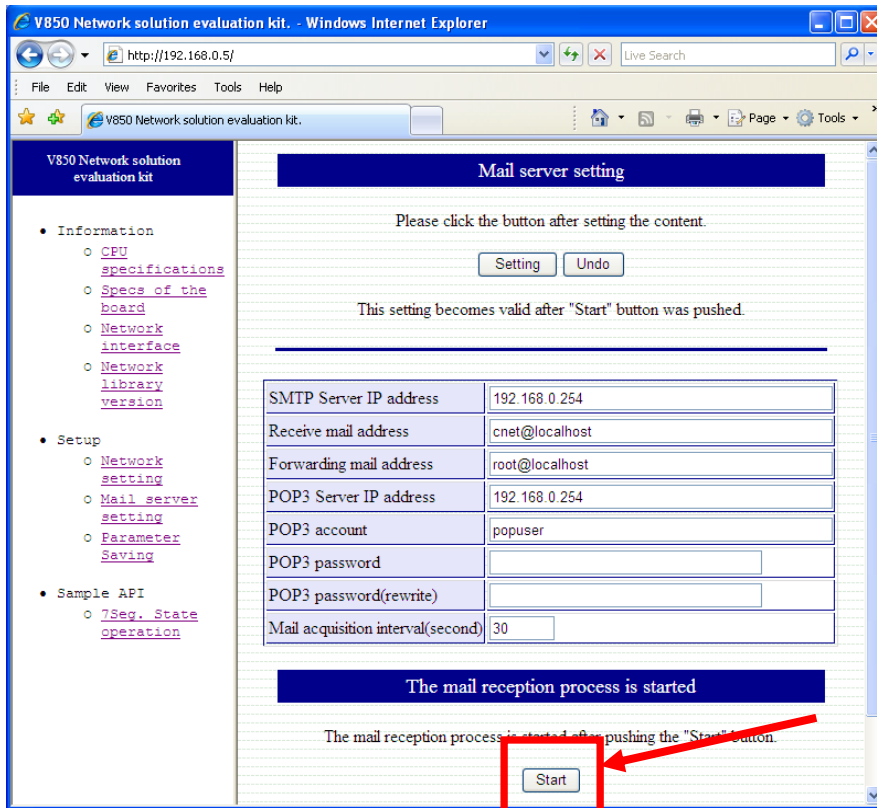 V850 Network solution evaluation kit. - Windows Internet Explorer
http://192.168.0.5/
Live Search
File Edit View Favorites Tools Help
V850 Network solution evaluation kit.
Page Tools
V850 Network solution
evaluation kit
Information
CPU
specifications
Specs of the
board
Network
interface
Network
library
version
Setup
Network
setting
Mail server
setting
Parameter
Saving
Sample API
7Seg. State
operation
Mail server setting
Please click the button after setting the content.
Setting Undo
This setting becomes valid after "Start" button was pushed.
SMTP Server IP address 192.168.0.254
Receive mail address cnet@localhost
Forwarding mail address root@localhost
POP3 Server IP address 192.168.0.254
POP3 account popuser
POP3 password
POP3 password(rewrite)
Mail acquisition interval(second) 30
The mail reception process is started
The mail reception process is started after pushing the "Start" button.
Start